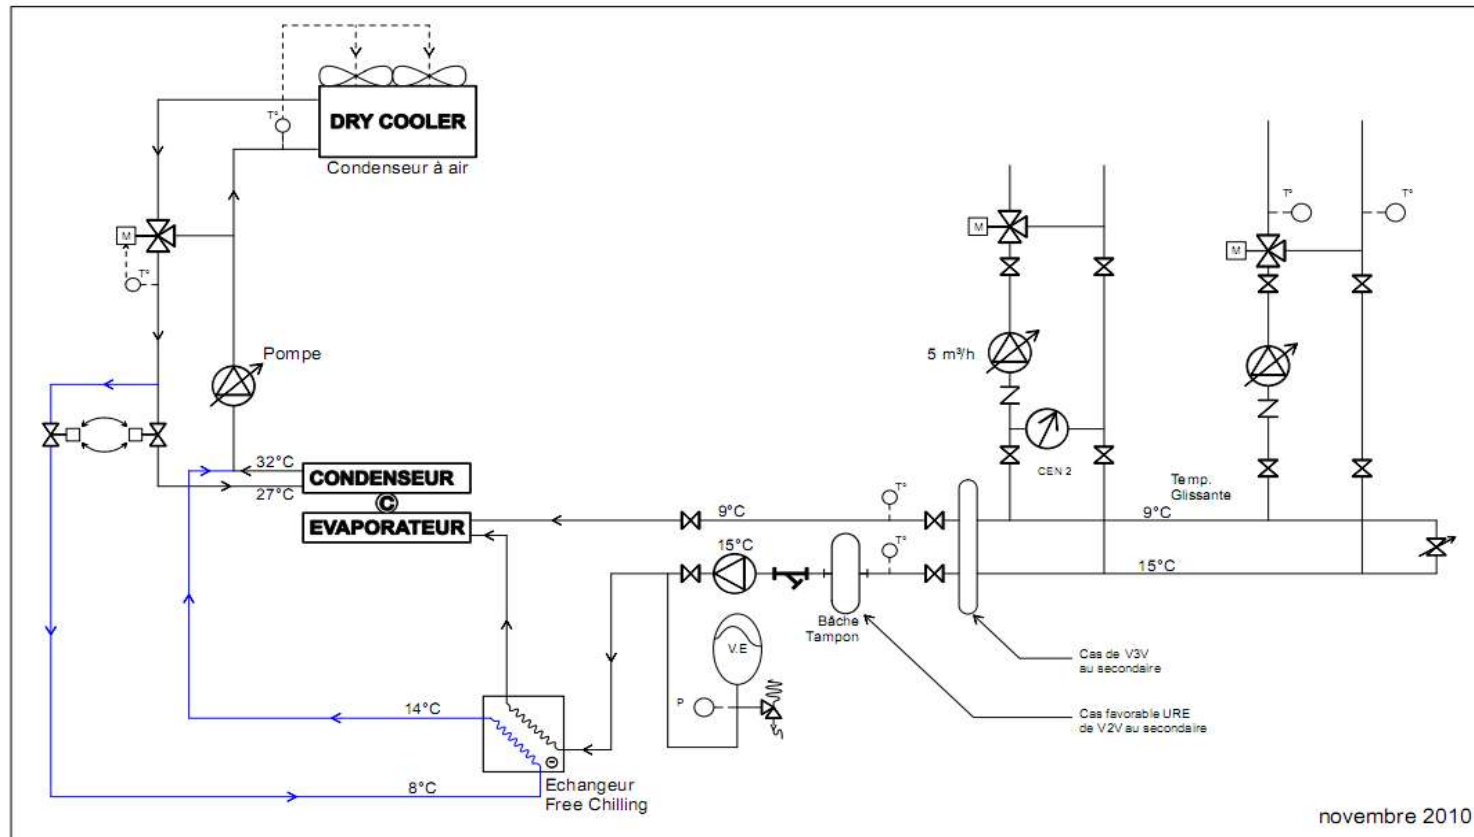 T°
DRY COOLER
Condenseur à air
T°
T°
M
M
T°
M
Pompe
5 m³/h
CEN 2
32°C
CONDENSEUR
27°C
C
EVAPORATEUR
T°
9°C
Temp.
Glissante
9°C
15°C
T°
15°C
Bâche
Tampon
V.E
P
Cas de V3V
au secondaire
Cas favorable URE
de V2V au secondaire
14°C
8°C
Echangeur
Free Chilling
novembre 2010